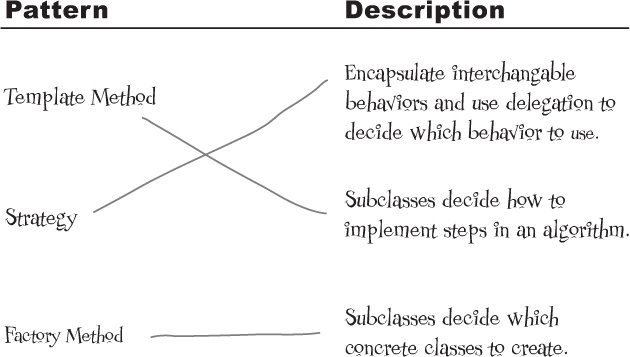 Pattern Description
Template Method
Encapsulate interchangable
behaviors and use delegation to
decide which behavior to use.
Strategy
Subclasses decide how to
implement steps in an algorithm.
Factory Method
Subclasses decide which
concrete classes to create.